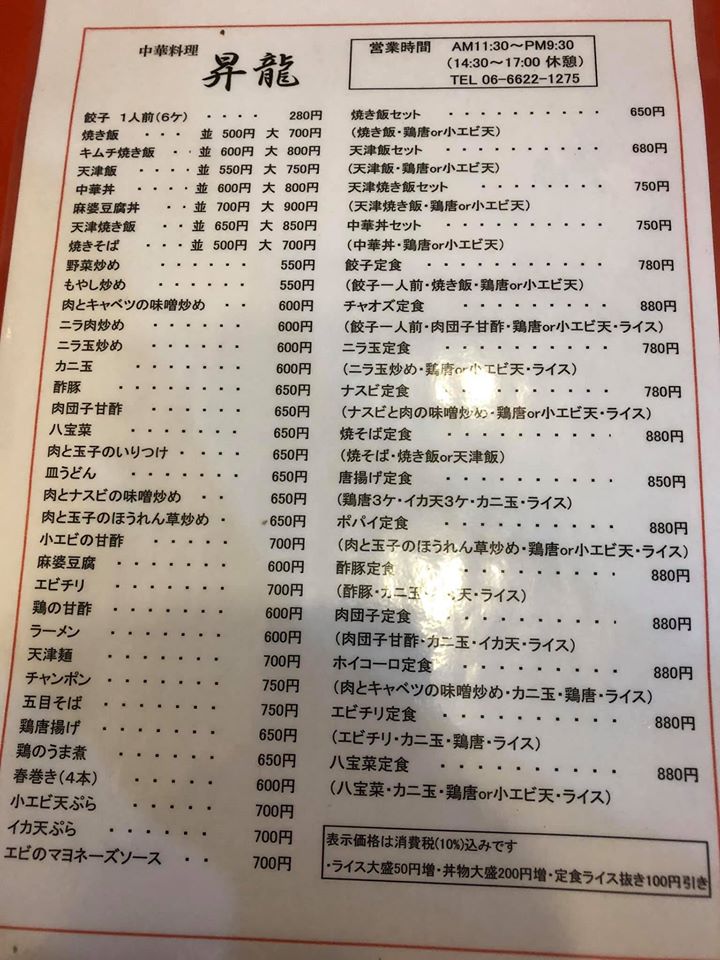 中華料理 昇龍
営業時間 AM11:30～PM9:30
(14:30～17:00 休憩)
TEL 06-6622-1275
餃子 1人前(6ケ) ・・・・ 280円
焼き飯 ・・・ 並 500円 大 700円
キムチ焼き飯 ・・ 並 600円 大 800円
天津飯 ・・・・ 並 550円 大 750円
中華丼 ・・・・ 並 600円 大 800円
麻婆豆腐丼 ・・ 並 700円 大 900円
天津焼き飯 ・・ 並 650円 大 850円
焼きそば ・・・ 並 500円 大 700円
野菜炒め ・・・・・・ 550円
もやし炒め ・・・・・ 550円
肉とキャベツの味噌炒め ・・ 600円
ニラ肉炒め ・・・・・ 600円
ニラ玉炒め ・・・・・ 600円
カニ玉 ・・・・・・・ 600円
酢豚 ・・・・・・・ 650円
肉団子甘酢 ・・・・・ 650円
八宝菜 ・・・・・・・ 650円
肉と玉子のいりつけ ・・・ 650円
皿うどん ・・・・・・・ 650円
肉とナスビの味噌炒め ・・ 650円
肉と玉子のほうれん草炒め ・ 650円
小エビの甘酢 ・・・・・ 700円
麻婆豆腐 ・・・・・・ 700円
エビチリ ・・・・・・ 700円
鶏の甘酢 ・・・・・・ 600円
ラーメン ・・・・・・ 600円
天津麺 ・・・・・・ 700円
チャンポン ・・・・・・ 750円
五目そば ・・・・・・ 750円
鶏唐揚げ ・・・・・・ 650円
鶏のうま煮 ・・・・・ 650円
春巻き(4本) ・・・・・ 600円
小エビ天ぷら ・・・・・ 700円
イカ天ぷら ・・・・・・ 700円
エビのマヨネーズソース ・・ 700円
焼き飯セット ・・・・・・・・・・ 650円
(焼き飯・鶏唐or小エビ天)
天津飯セット ・・・・・・・・・・ 680円
(天津飯・鶏唐or小エビ天)
天津焼き飯セット ・・・・・・・・ 750円
(天津焼き飯・鶏唐or小エビ天)
中華丼セット ・・・・・・・・・・ 750円
(中華丼・鶏唐or小エビ天)
餃子定食 ・・・・・・・・・・・ 780円
(餃子一人前・焼き飯・鶏唐or小エビ天)
チャオズ定食 ・・・・・・・・・・ 880円
(餃子一人前・肉団子甘酢・鶏唐or小エビ天・ライス)
ニラ玉定食 ・・・・・・・・・・ 780円
(ニラ玉炒め・鶏唐or小エビ天・ライス)
ナスビ定食 ・・・・・・・・・・ 780円
(ナスビと肉の味噌炒め・鶏唐or小エビ天・ライス)
焼そば定食 ・・・・・・・・・・ 880円
(焼そば・焼き飯or天津飯)
唐揚げ定食 ・・・・・・・・・・ 850円
(鶏唐3ケ・イカ天3ケ・カニ玉・ライス)
ポパイ定食 ・・・・・・・・・・ 880円
(肉と玉子のほうれん草炒め・鶏唐or小エビ天・ライス)
酢豚定食 ・・・・・・・・・・・ 880円
(酢豚・カニ玉・天・ライス)
肉団子定食 ・・・・・・・・・・ 880円
(肉団子甘酢・カニ玉・イカ天・ライス)
ホイコーロ定食 ・・・・・・・・・ 880円
(肉とキャベツの味噌炒め・カニ玉・鶏唐・ライス)
エビチリ定食 ・・・・・・・・・・ 880円
(エビチリ・カニ玉・鶏唐・ライス)
八宝菜定食 ・・・・・・・・・・ 880円
(八宝菜・カニ玉・鶏唐or小エビ天・ライス)
表示価格は消費税(10%)込みです
・ライス大盛50円増・丼物大盛200円増・定食ライス抜き100円引き